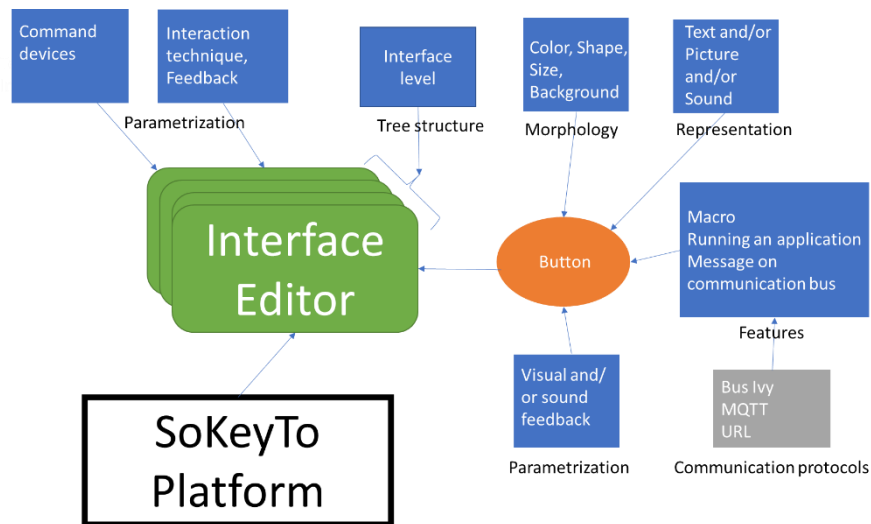 Command
devices
Interaction
technique,
Feedback
Parametrization
Interface
level
Tree structure
Color, Shape,
Size,
Background
Morphology
Text and/or
Picture
and/or
Sound
Representation
Interface
Editor
Button
Macro
Running an application
Message on
communication bus
Features
Visual and/
or sound
feedback
Parametrization
Bus Ivy
MQTT
URL
Communication protocols
SoKeyTo
Platform